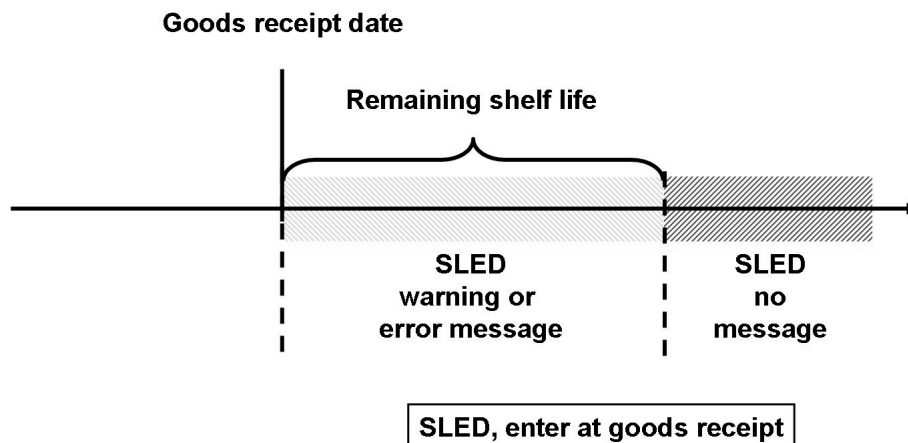 Goods receipt date
Remaining shelf life
SLED
warning or
error message
SLED
no
message
SLED, enter at goods receipt